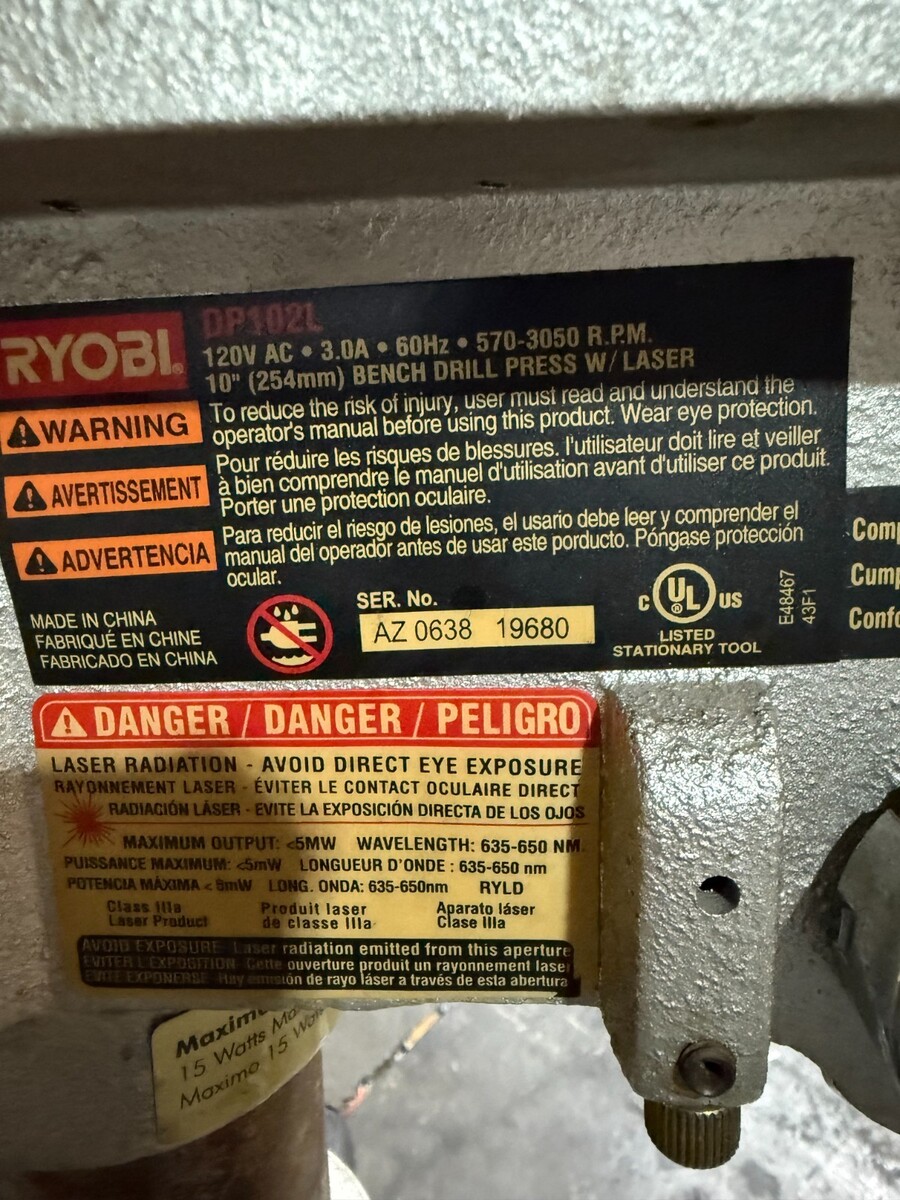 RYOBI®
DP102L
120V AC • 3.0A • 60Hz • 570-3050 R.P.M.
10" (254mm) BENCH DRILL PRESS W/ LASER
WARNING
To reduce the risk of injury, user must read and understand the
operator's manual before using this product. Wear eye protection.
AVERTISSEMENT
Pour réduire les risques de blessures. l'utilisateur doit lire et veiller
à bien comprendre le manuel d'utilisation avant d'utiliser ce produit.
Porter une protection oculaire.
ADVERTENCIA
Para reducir el riesgo de lesiones, el usario debe leer y comprender el
manual del operador antes de usar este porducto. Póngase protección
ocular.
MADE IN CHINA
FABRIQUÉ EN CHINE
FABRICADO EN CHINA
SER. No.
AZ 0638 19680
C UL ® US
LISTED
STATIONARY TOOL
E48467
43F1
Comp
Cump
Confo
DANGER / DANGER / PELIGRO
LASER RADIATION - AVOID DIRECT EYE EXPOSURE
RAYONNEMENT LASER - ÉVITER LE CONTACT OCULAIRE DIRECT
RADIACIÓN LÁSER - EVITE LA EXPOSICIÓN DIRECTA DE LOS OJOS
MAXIMUM OUTPUT: <5MW WAVELENGTH: 635-650 NM.
PUISSANCE MAXIMUM: <5mW LONGUEUR D'ONDE : 635-650 nm
POTENCIA MÁXIMA < 8mW LONG. ONDA: 635-650nm RYLD
Class IIIa Produit laser Aparato láser
Laser Product de classe IIIa Clase IIIa
AVOID EXPOSURE Laser radiation emitted from this aperture
EVITER L'EXPOSITION Cette ouverture produit un rayonnement laser
EVITE EXPONERSE Hay emisión de rayo láser a través de esta abertura
Maximu
15 Watts Ma
Maximo 15 Wat